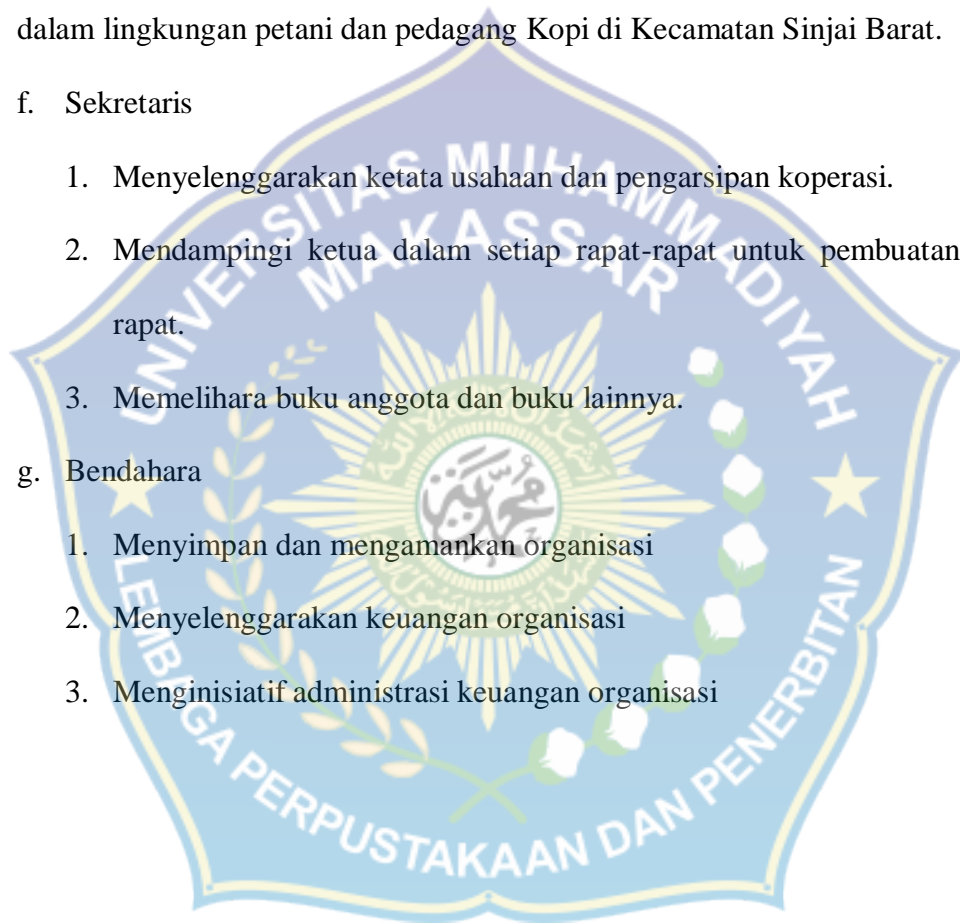 dalam lingkungan petani dan pedagang Kopi di Kecamatan Sinjai Barat.
f. Sekretaris
1. Menyelenggarakan ketata usahaan dan pengarsipan koperasi.
2. Mendampingi ketua dalam setiap rapat-rapat untuk pembuatan
rapat.
3. Memelihara buku anggota dan buku lainnya.
g. Bendahara
1. Menyimpan dan mengamankan organisasi
2. Menyelenggarakan keuangan organisasi
3. Menginisiatif administrasi keuangan organisasi
UNIVERSITAS MUHAMMADIYAH
MAKASSAR
محمدية
LEMBAGA PERPUSTAKAAN DAN PENERBITAN